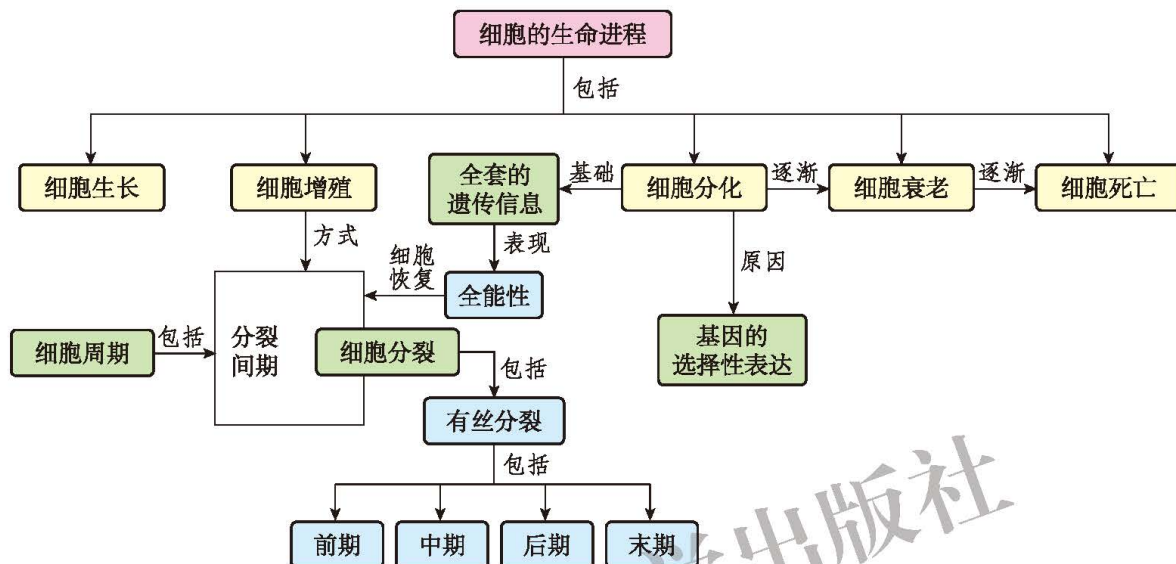 细胞的生命进程
包括
细胞生长
细胞增殖
全套的
遗传信息
基础
细胞分化
逐渐
细胞衰老
逐渐
细胞死亡
方式
表现
细胞
恢复
全能性
原因
细胞周期
包括
分裂
间期
细胞分裂
包括
基因的
选择性表达
有丝分裂
包括
前期
中期
后期
末期
出版社